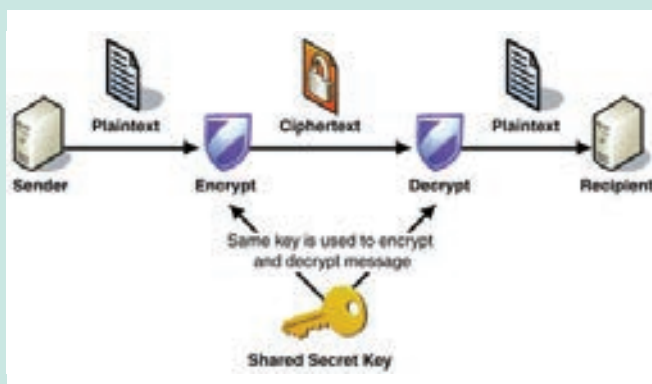 Plaintext
Ciphertext
Plaintext
Sender
Encrypt
Decrypt
Recipient
Same key is used to encrypt
and decrypt message
Shared Secret Key